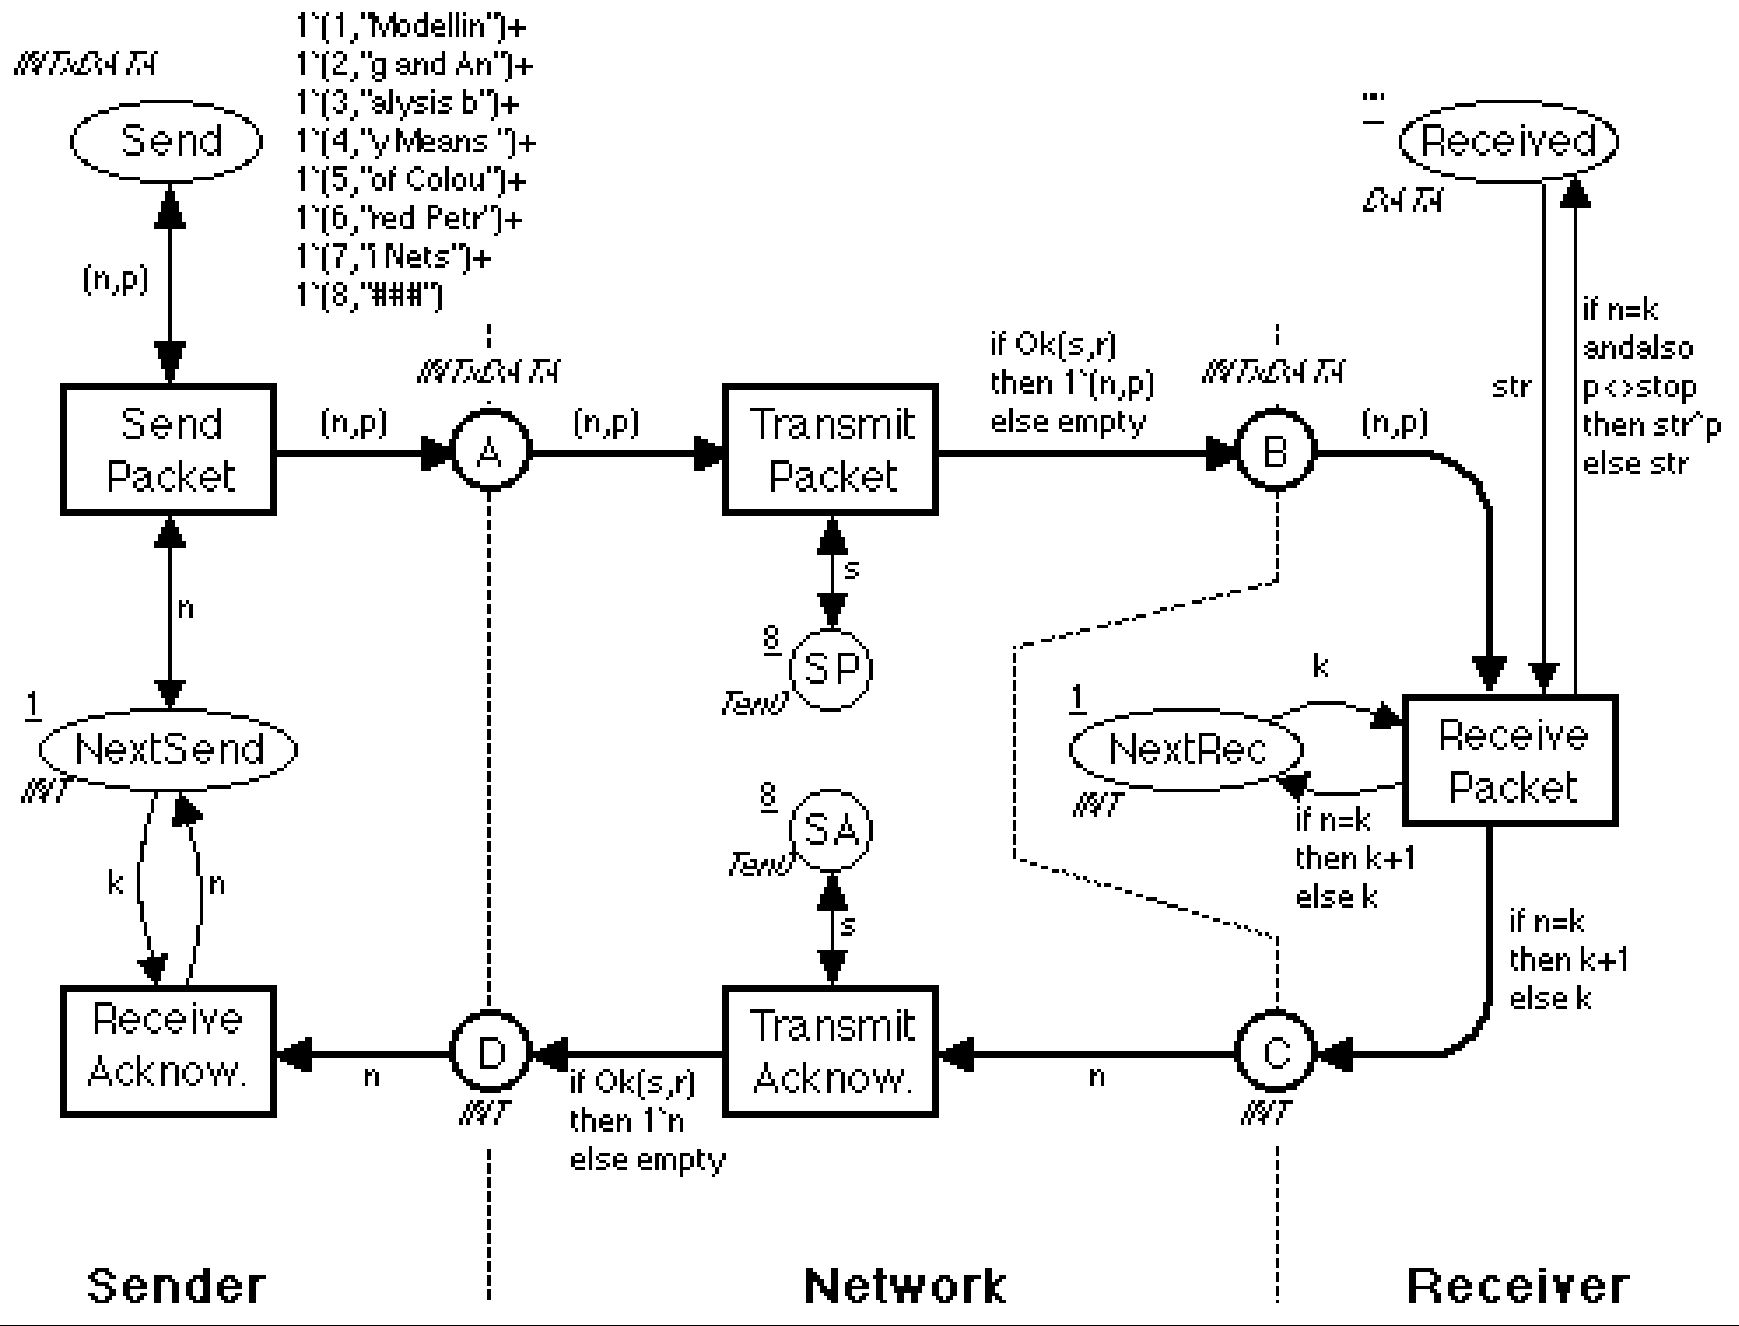 INTxDATA
Send
1`(1,"Modellin")+
1`(2,"g and An")+
1`(3,"alysis b")+
1`(4,"y Means ")+
1`(5,"of Colou")+
1`(6,"red Petr")+
1`(7,"i Nets")+
1`(8,"###")
""
Received
DATA
(n,p)
str
if n=k
andalso
p<>stop
then str^p
else str
Send
Packet
(n,p)
INTxDATA
A
(n,p)
Transmit
Packet
if Ok(s,r)
then 1`(n,p)
else empty
INTxDATA
B
(n,p)
n
s
8
SP
Ten0
1
NextSend
INT
8
SA
Ten0
s
1
NextRec
INT
k
if n=k
then k+1
else k
Receive
Packet
if n=k
then k+1
else k
k
n
Receive
Acknow.
n
D
INT
if Ok(s,r)
then 1`n
else empty
Transmit
Acknow.
n
C
INT
Sender
Network
Receiver